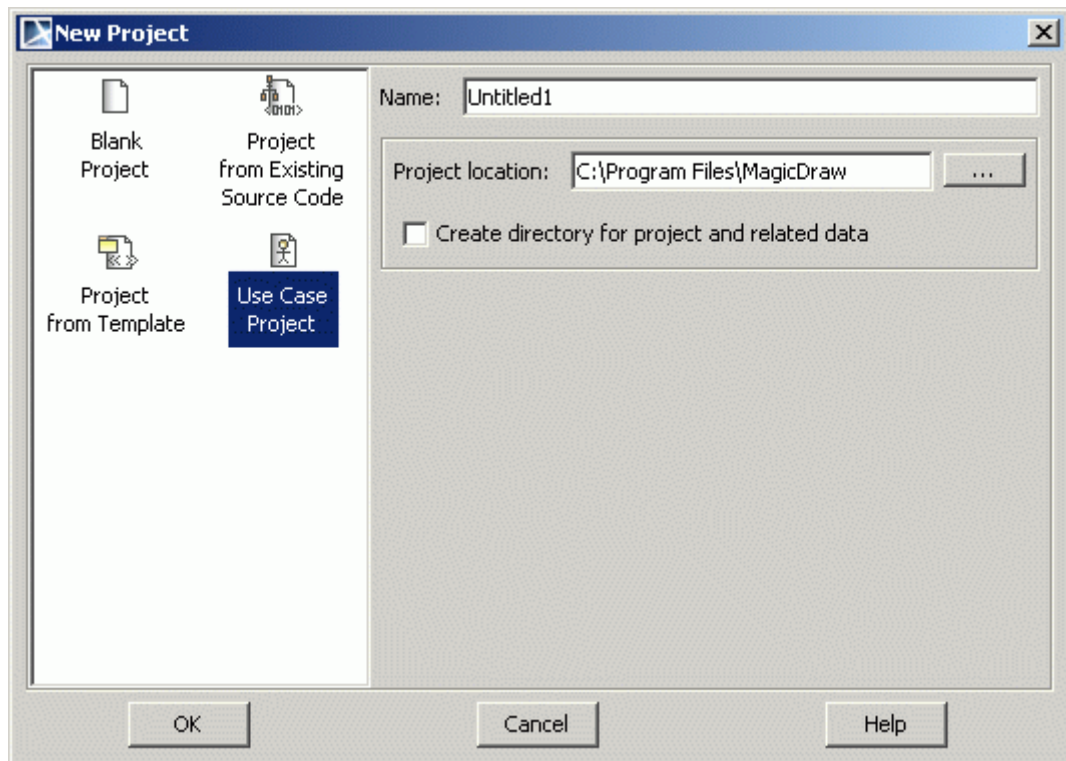 New Project
Blank
Project
Project
from Existing
Source Code
Project
from Template
Use Case
Project
Name: Untitled1
Project location: C:\Program Files\MagicDraw ...
Create directory for project and related data
OK Cancel Help